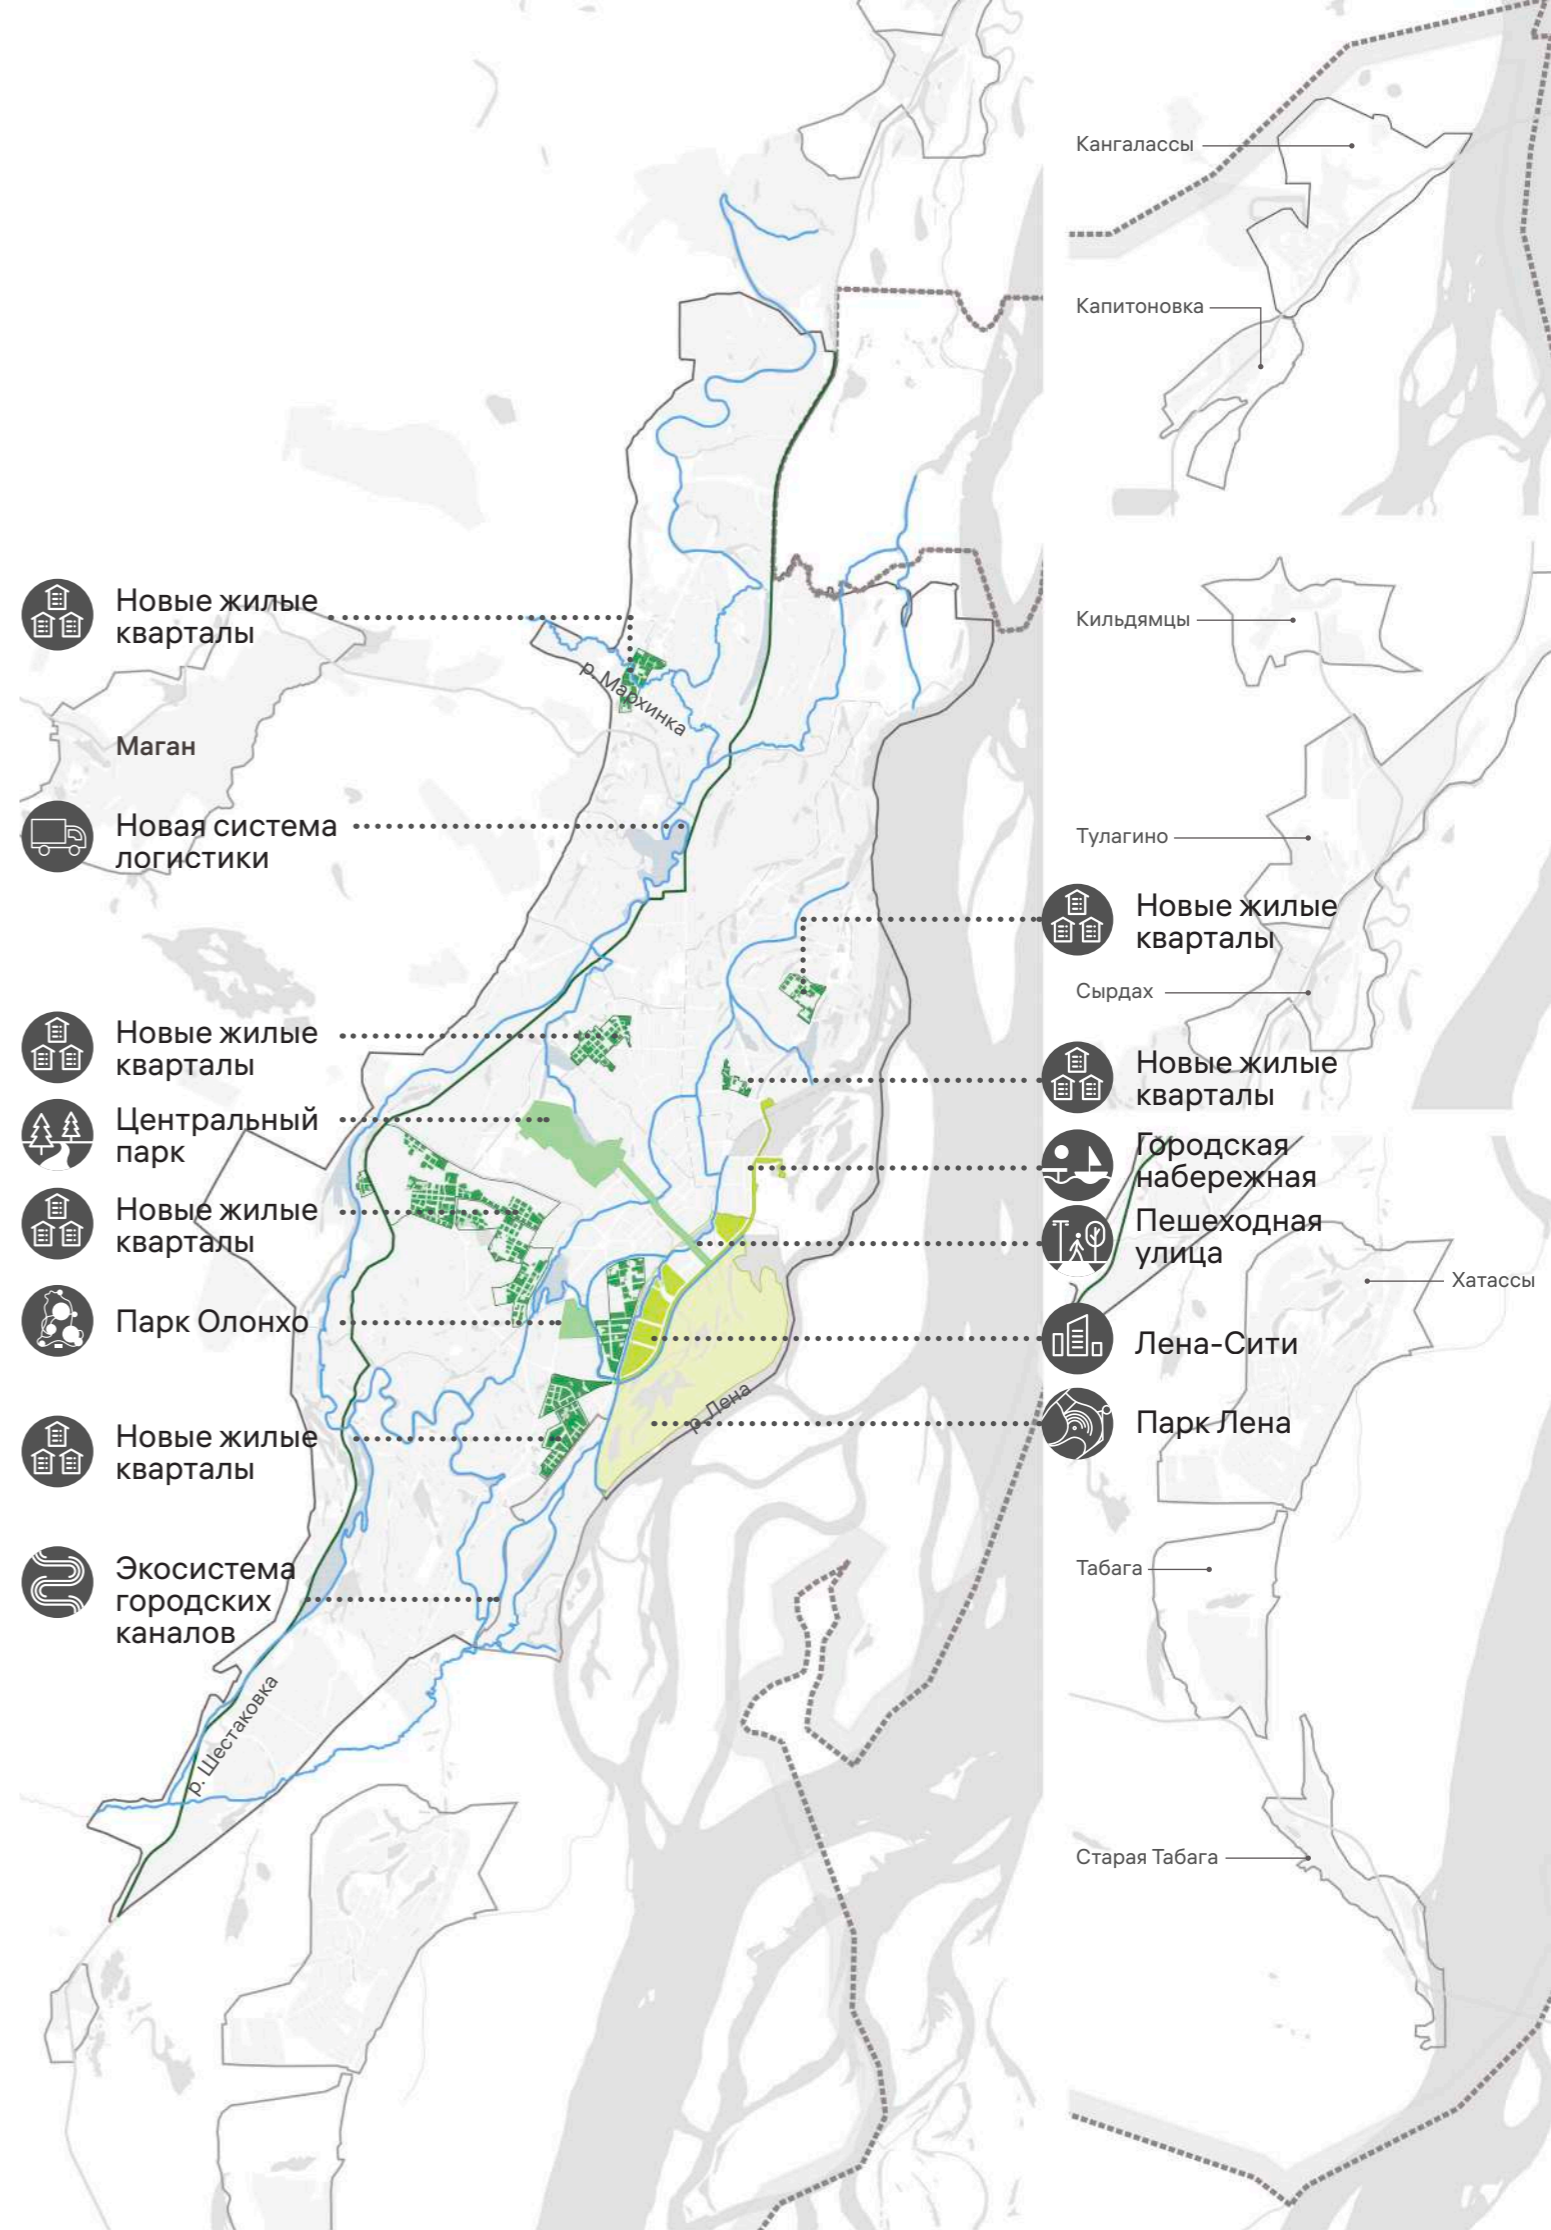 Кангалассы
Капитоновка
Новые жилые
кварталы
р. Мархинка
Кильдямцы
Маган
Новая система
логистики
Тулагино
Новые жилые
кварталы
Сырдах
Новые жилые
кварталы
Новые жилые
кварталы
Центральный
парк
Городская
набережная
Новые жилые
кварталы
Пешеходная
улица
Хатассы
Парк Олонхо
Лена-Сити
р. Лена
Парк Лена
Новые жилые
кварталы
Экосистема
городских
каналов
Табага
р. Шестаковка
Старая Табага